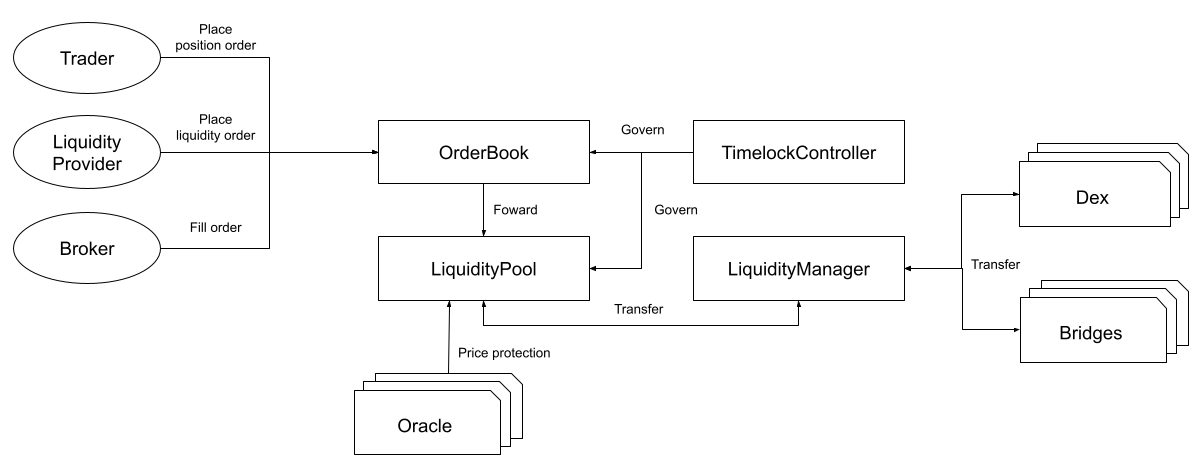 Place
position order
Trader
Place
liquidity order
Liquidity
Provider
Fill order
Broker
OrderBook
Govern
TimelockController
Foward
Govern
LiquidityPool
LiquidityManager
Transfer
Price protection
Oracle
Dex
Transfer
Bridges